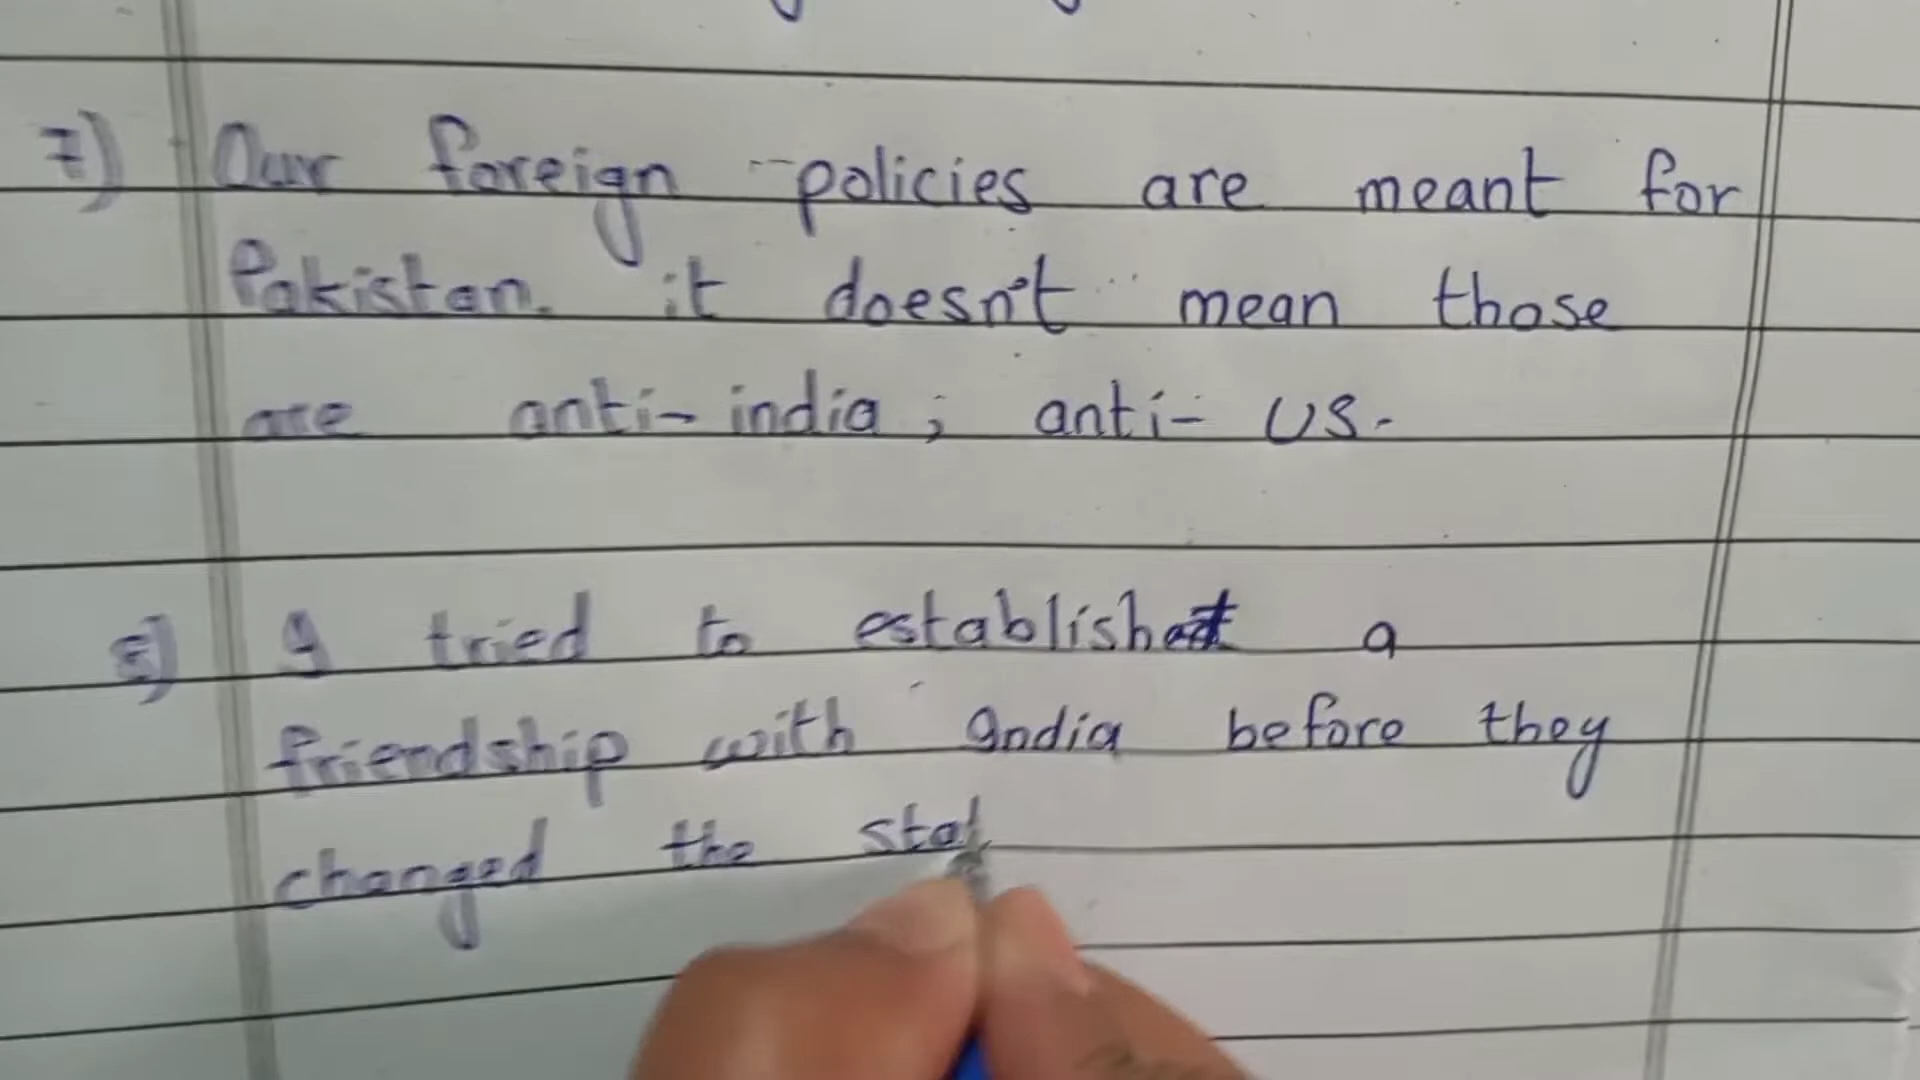 7) Our foreign policies are meant for
Pakistan. it doesn't mean those
are anti-india, anti-US.
8) I tried to establish a
friendship with India before they
changed the stat